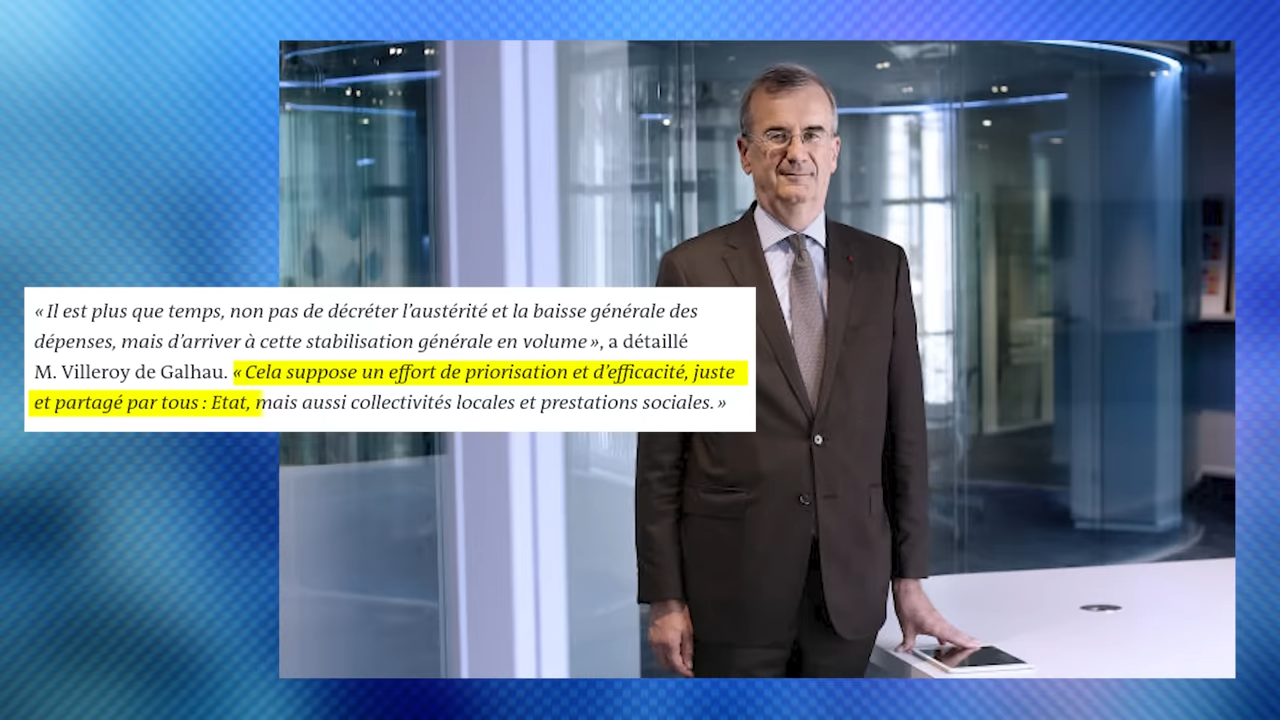 « Il est plus que temps, non pas de décréter l’austérité et la baisse générale des
dépenses, mais d’arriver à cette stabilisation générale en volume », a détaillé
M. Villeroy de Galhau. « Cela suppose un effort de priorisation et d’efficacité, juste
et partagé par tous : Etat, mais aussi collectivités locales et prestations sociales. »